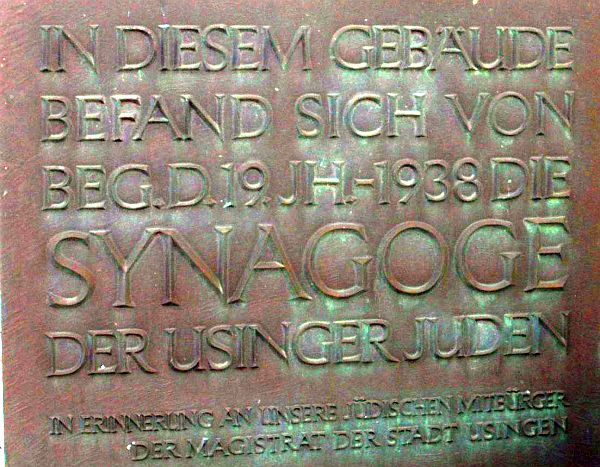 IN DIESEM GEBÄUDE
BEFAND SICH VON
BEG. D. 19. JH.-1938 DIE
SYNAGOGE
DER USINGER JUDEN
IN ERINNERUNG AN UNSERE JÜDISCHEN MITBÜRGER
DER MAGISTRAT DER STADT USINGEN